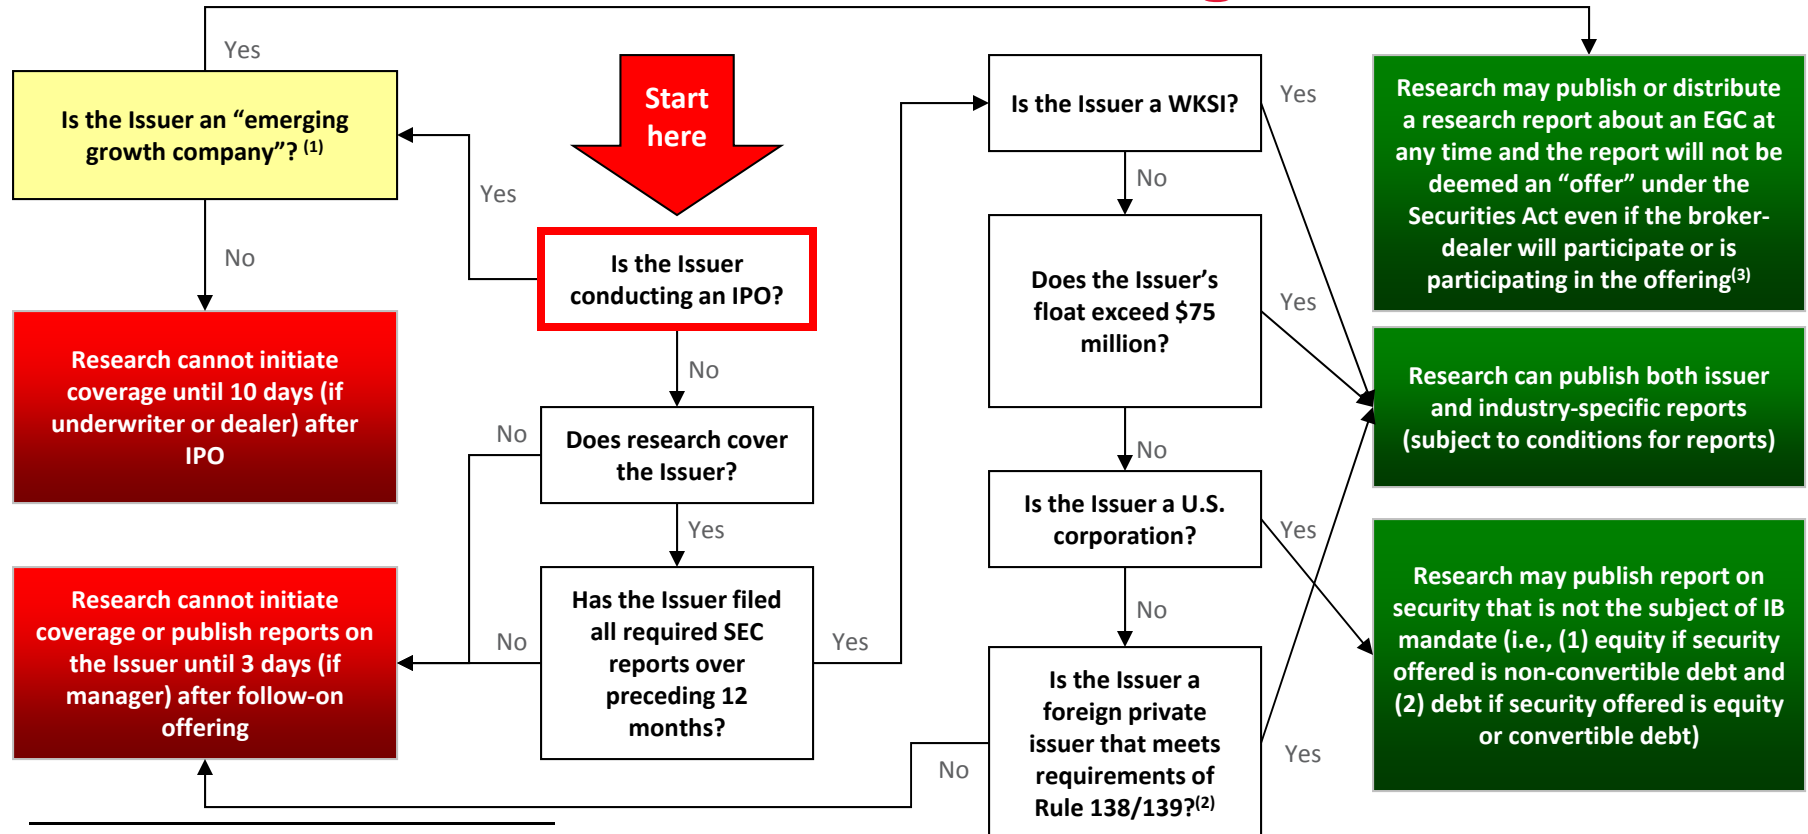 Yes
Is the Issuer an “emerging
growth company”? (1)
Yes
No
Research cannot initiate
coverage until 10 days (if
underwriter or dealer) after
IPO
Research cannot initiate
coverage or publish reports on
the Issuer until 3 days (if
manager) after follow-on
offering
Start
here
Is the Issuer
conducting an IPO?
No
No
Does research cover
the Issuer?
Yes
No
Has the Issuer filed
all required SEC
reports over
preceding 12
months?
Yes
Is the Issuer a WKSI?
Yes
No
Does the Issuer’s
float exceed $75
million?
Yes
No
Is the Issuer a U.S.
corporation?
Yes
No
Is the Issuer a
foreign private
issuer that meets
requirements of
Rule 138/139?(2)
No
Yes
Research may publish or distribute
a research report about an EGC at
any time and the report will not be
deemed an “offer” under the
Securities Act even if the broker-
dealer will participate or is
participating in the offering(3)
Research can publish both issuer
and industry-specific reports
(subject to conditions for reports)
Research may publish report on
security that is not the subject of IB
mandate (i.e., (1) equity if security
offered is non-convertible debt and
(2) debt if security offered is equity
or convertible debt)